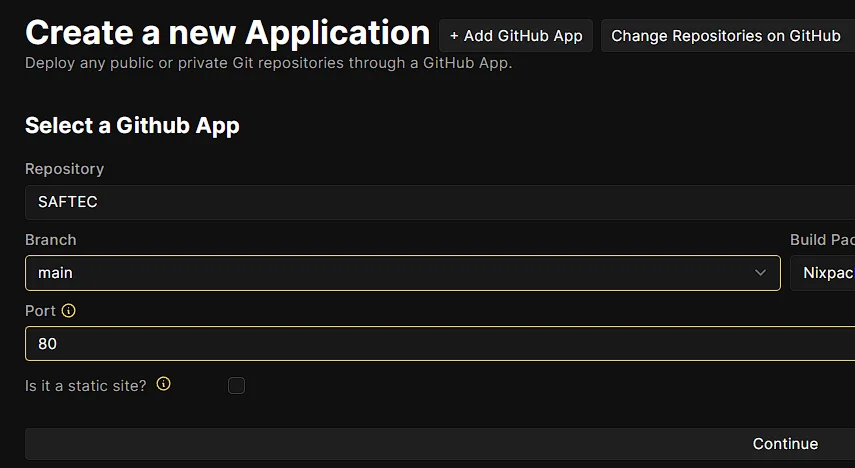 Create a new Application + Add GitHub App Change Repositories on GitHub
Deploy any public or private Git repositories through a GitHub App.
Select a Github App
Repository
SAFTEC
Branch Build Pac
main Nixpac
Port
80
Is it a static site?
Continue